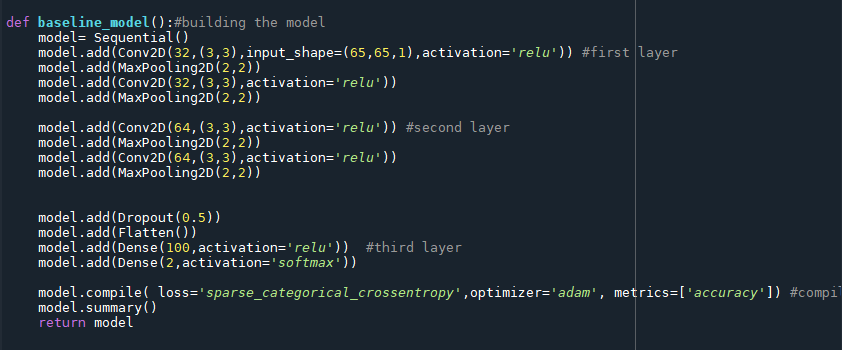 def baseline_model():#building the model
    model= Sequential()
    model.add(Conv2D(32,(3,3),input_shape=(65,65,1),activation='relu')) #first layer
    model.add(MaxPooling2D(2,2))
    model.add(Conv2D(32,(3,3),activation='relu'))
    model.add(MaxPooling2D(2,2))

    model.add(Conv2D(64,(3,3),activation='relu')) #second layer
    model.add(MaxPooling2D(2,2))
    model.add(Conv2D(64,(3,3),activation='relu'))
    model.add(MaxPooling2D(2,2))


    model.add(Dropout(0.5))
    model.add(Flatten())
    model.add(Dense(100,activation='relu'))  #third layer
    model.add(Dense(2,activation='softmax'))

    model.compile( loss='sparse_categorical_crossentropy',optimizer='adam', metrics=['accuracy']) #compil
    model.summary()
    return model